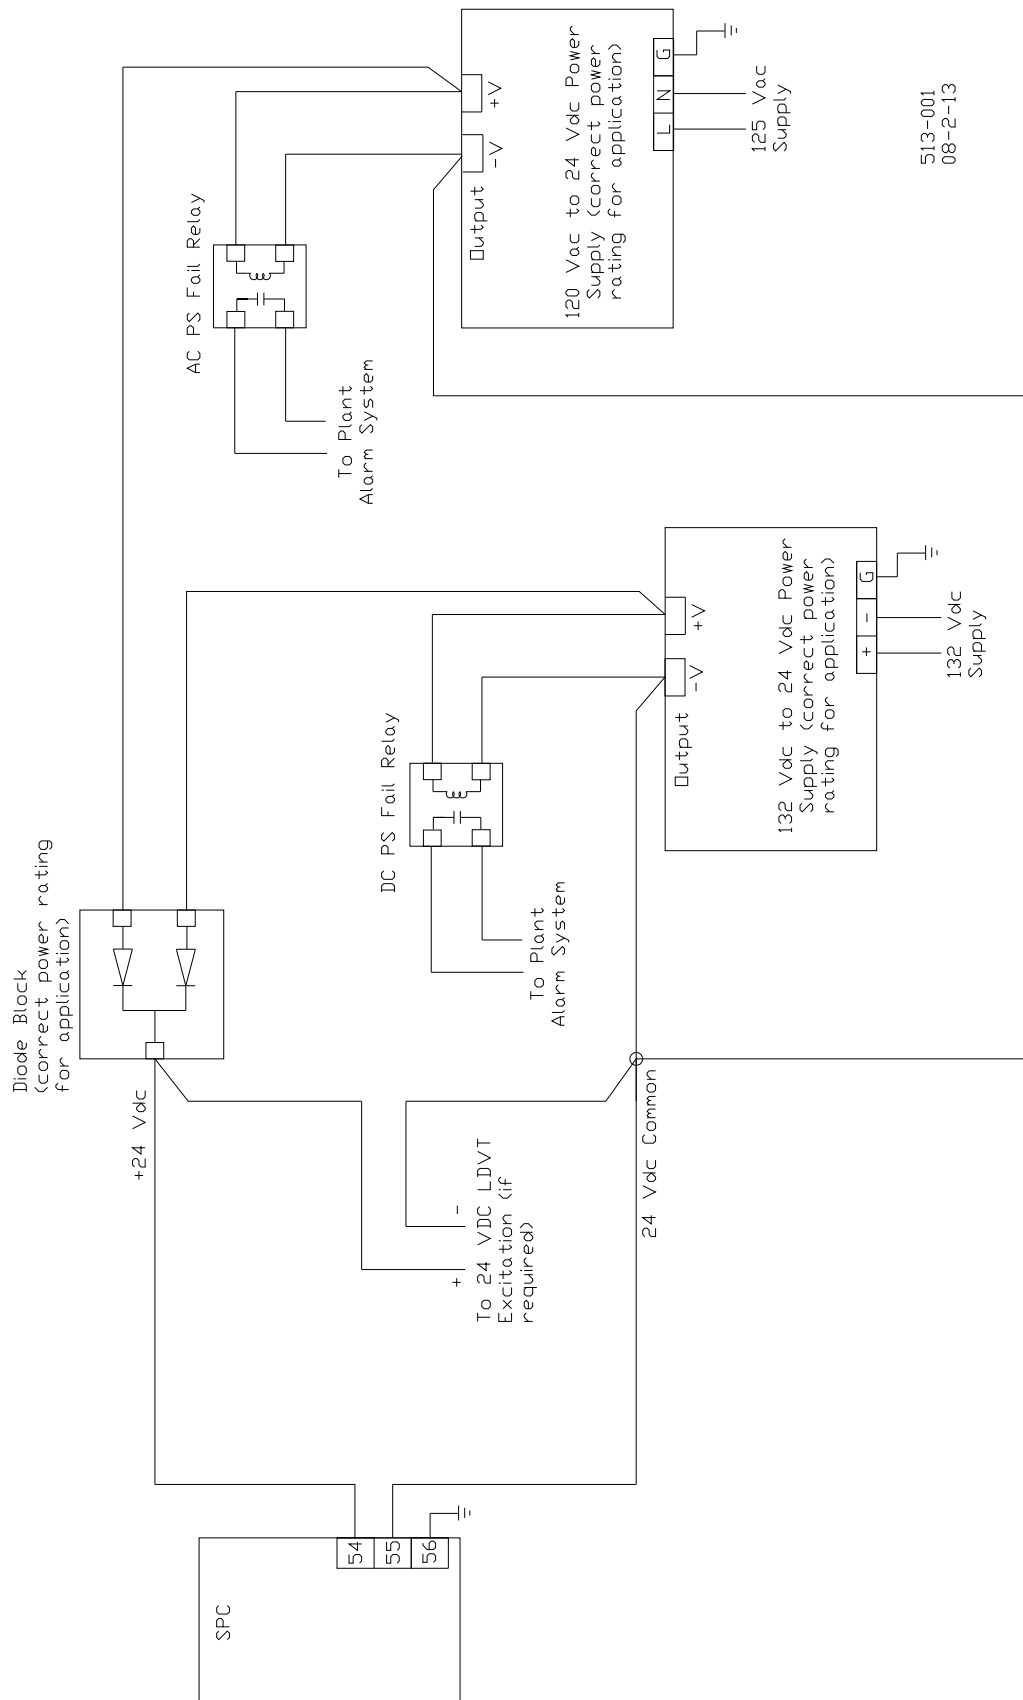 Diode Block
(correct power rating
for application)
+24 Vdc
SPC
54
55
56
+
-
To 24 VDC LDVT
Excitation (if
required)
24 Vdc Common
DC PS Fail Relay
To Plant
Alarm System
AC PS Fail Relay
To Plant
Alarm System
Output
-V
+V
132 Vdc to 24 Vdc Power
Supply (correct power
rating for application)
+ - G
132 Vdc
Supply
Output
-V
+V
120 Vac to 24 Vdc Power
Supply (correct power
rating for application)
L N G
125 Vac
Supply
513-001
08-2-13